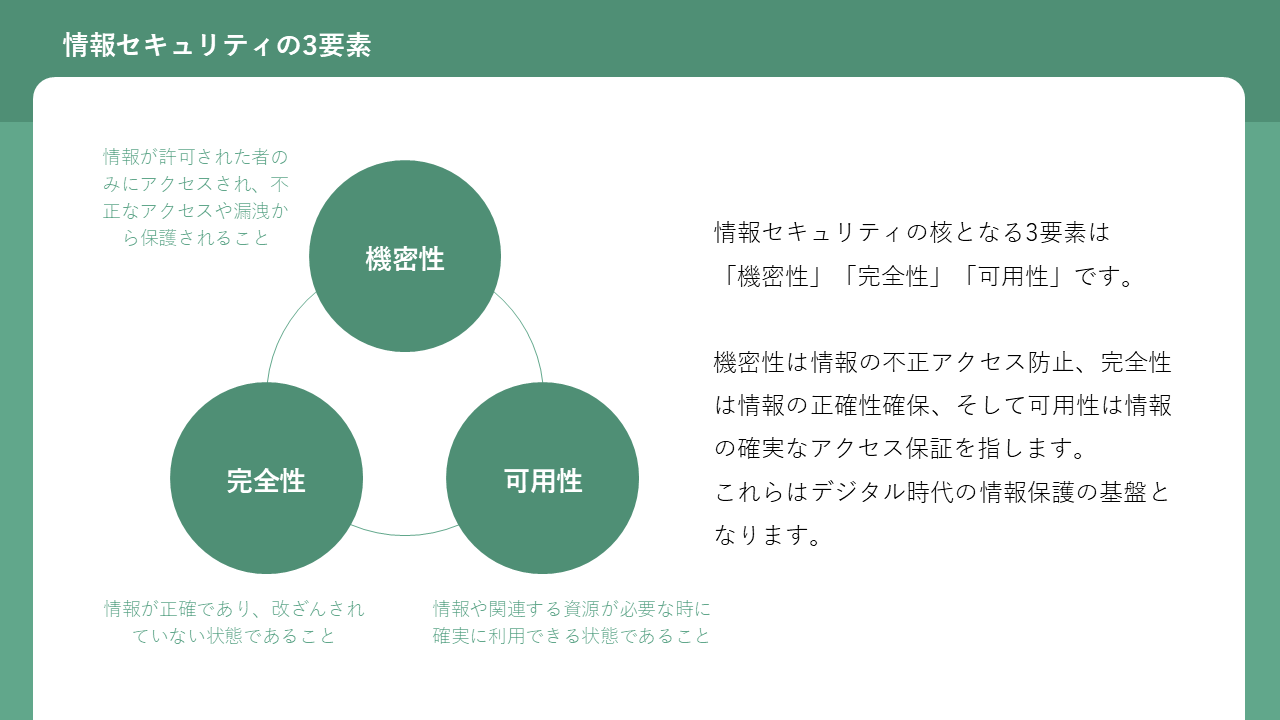 情報セキュリティの3要素
情報が許可された者の
みにアクセスされ、不
正なアクセスや漏洩か
ら保護されること
機密性
完全性
可用性
情報が正確であり、改ざんされ
ていない状態であること
情報や関連する資源が必要な時に
確実に利用できる状態であること
情報セキュリティの核となる3要素は
「機密性」「完全性」「可用性」です。
機密性は情報の不正アクセス防止、完全性
は情報の正確性確保、そして可用性は情報
の確実なアクセス保証を指します。
これらはデジタル時代の情報保護の基盤と
なります。